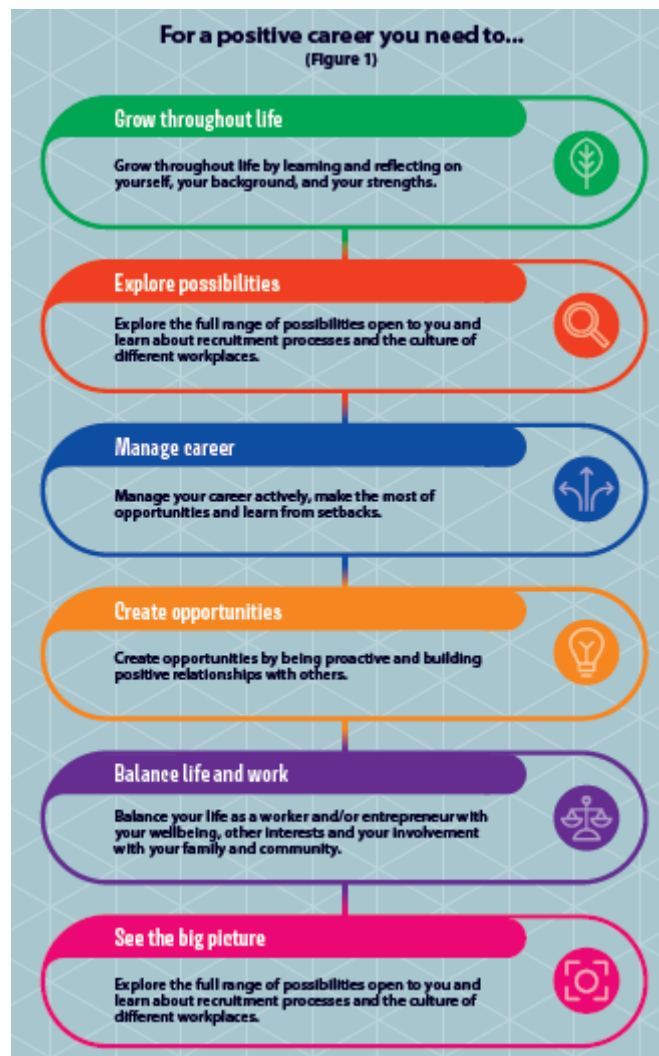 For a positive career you need to...
(Figure 1)
Grow throughout life
Grow throughout life by learning and reflecting on
yourself, your background, and your strengths.
Explore possibilities
Explore the full range of possibilities open to you and
learn about recruitment processes and the culture of
different workplaces.
Manage career
Manage your career actively, make the most of
opportunities and learn from setbacks.
Create opportunities
Create opportunities by being proactive and building
positive relationships with others.
Balance life and work
Balance your life as a worker and/or entrepreneur with
your wellbeing, other interests and your involvement
with your family and community.
See the big picture
Explore the full range of possibilities open to you and
learn about recruitment processes and the culture of
different workplaces.